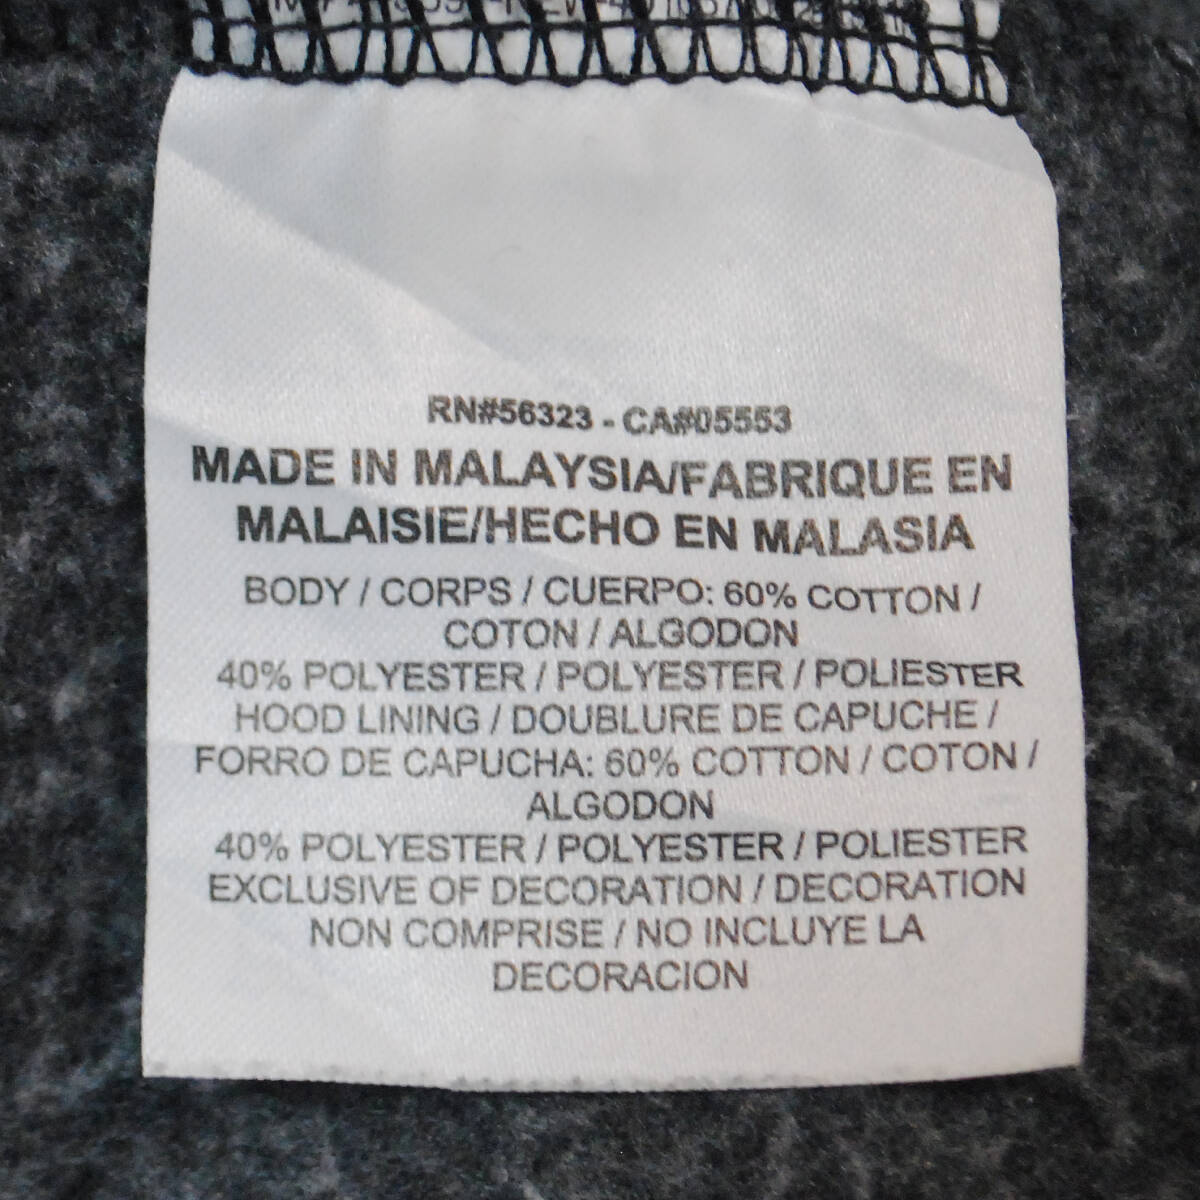 RN#56323 - CA#05553
MADE IN MALAYSIA/FABRIQUE EN
MALAISIE/HECHO EN MALASIA
BODY / CORPS / CUERPO: 60% COTTON /
COTON / ALGODON
40% POLYESTER / POLYESTER / POLIESTER
HOOD LINING / DOUBLURE DE CAPUCHE /
FORRO DE CAPUCHA: 60% COTTON / COTON /
ALGODON
40% POLYESTER / POLYESTER / POLIESTER
EXCLUSIVE OF DECORATION / DECORATION
NON COMPRISE / NO INCLUYE LA
DECORACION